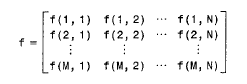 f = [ f(1, 1) f(1, 2) ⋯ f(1, N)
f(2, 1) f(2, 2) ⋯ f(2, N)
⋮ ⋮ ⋮
f(M, 1) f(M, 2) ⋯ f(M, N) ]